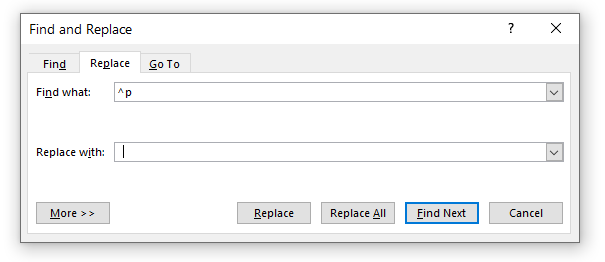 Find and Replace ? ×
Find Replace Go To
Find what: ^p
Replace with:
More >> Replace Replace All Find Next Cancel